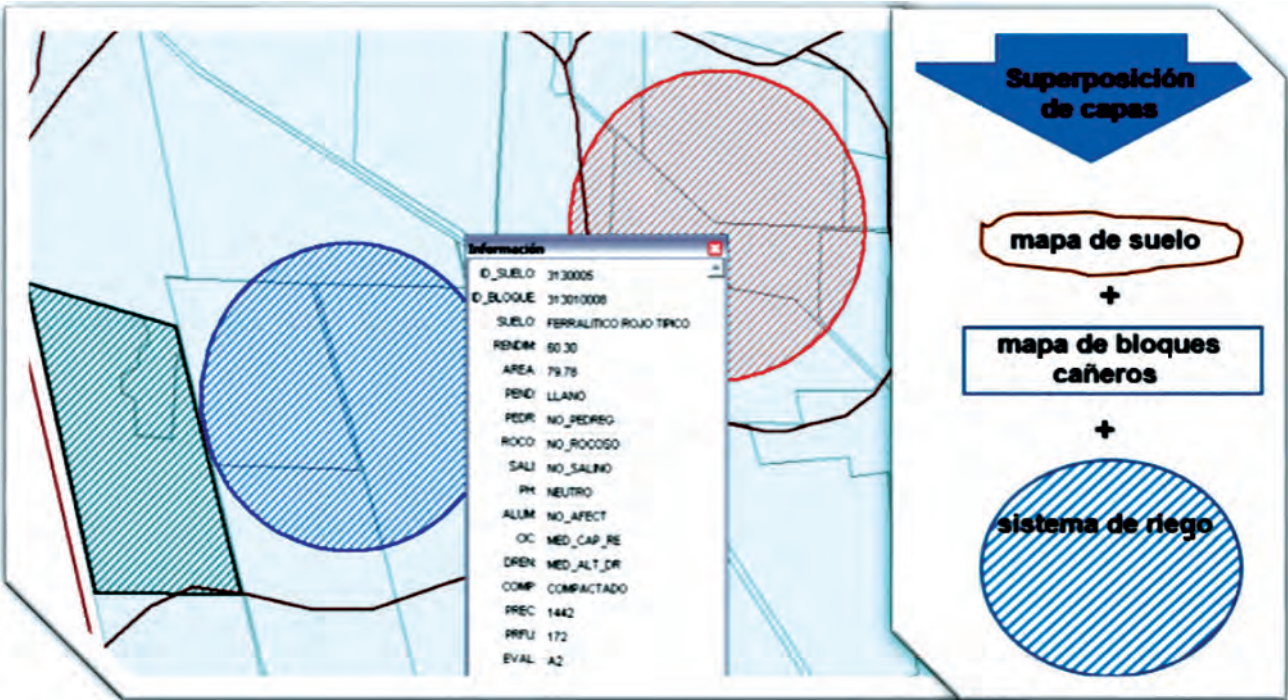 Información
ID_SUELO: 3130005
ID_BLOQUE: 313010008
SUELO: FERRALITICO ROJO TIPICO
RENDIM: 60.30
AREA: 79.78
PEND: LLANO
PEDR: NO_PEDREG
ROCO: NO_ROCOSO
SALI: NO_SALINO
PH: NEUTRO
ALUM: NO_AFECT
CIC: MED_CAP_RE
DREN: MED_ALT_DR
COMP: COMPACTADO
PREC: 1442
PRFU: 172
EVAL: A2
Superposición
de capas
mapa de suelo
+
mapa de bloques
cañeros
+
sistema de riego